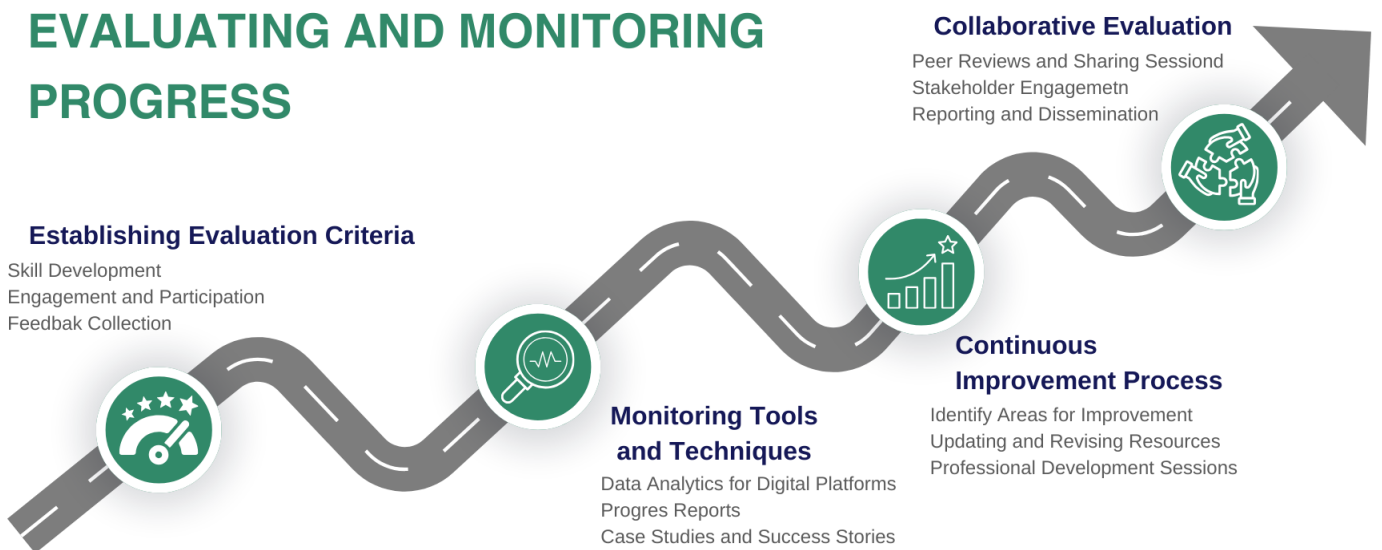 EVALUATING AND MONITORING
PROGRESS
Establishing Evaluation Criteria
Skill Development
Engagement and Participation
Feedbak Collection
Monitoring Tools
and Techniques
Data Analytics for Digital Platforms
Progres Reports
Case Studies and Success Stories
Continuous
Improvement Process
Identify Areas for Improvement
Updating and Revising Resources
Professional Development Sessions
Collaborative Evaluation
Peer Reviews and Sharing Sessiond
Stakeholder Engagemetn
Reporting and Dissemination